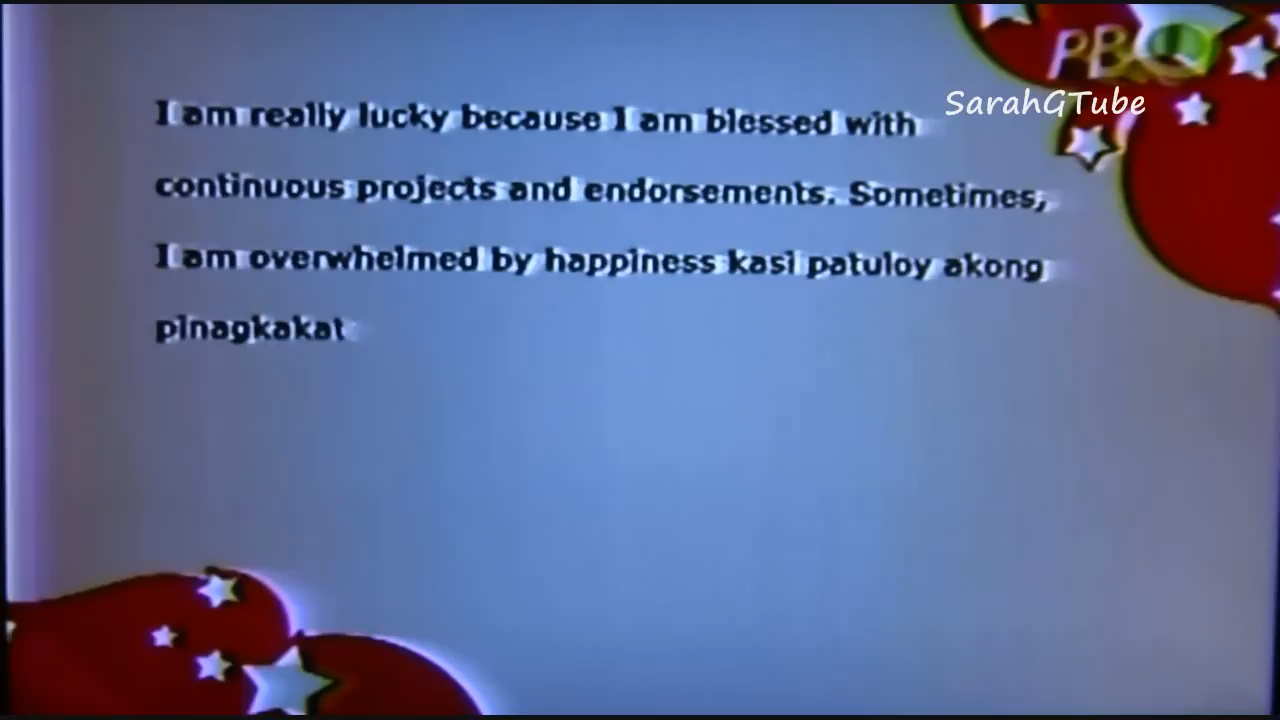 PBO
SarahGTube
I am really lucky because I am blessed with
continuous projects and endorsements. Sometimes,
I am overwhelmed by happiness kasi patuloy akong
pinagkakat